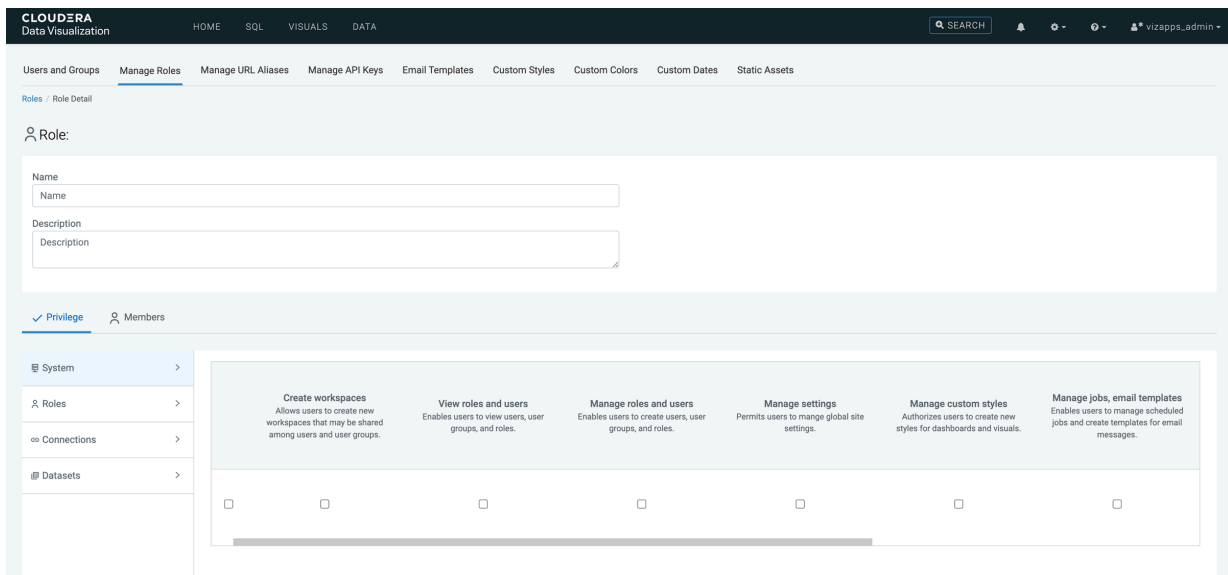 CLOUDERA
Data Visualization
HOME SQL VISUALS DATA
SEARCH
vizapps_admin
Users and Groups Manage Roles Manage URL Aliases Manage API Keys Email Templates Custom Styles Custom Colors Custom Dates Static Assets
Roles / Role Detail
Role:
Name
Name
Description
Description
Privilege Members
System
Roles
Connections
Datasets
Create workspaces
Allows users to create new
workspaces that may be shared
among users and user groups.
View roles and users
Enables users to view users, user
groups, and roles.
Manage roles and users
Enables users to create users, user
groups, and roles.
Manage settings
Permits users to mange global site
settings.
Manage custom styles
Authorizes users to create new
styles for dashboards and visuals.
Manage jobs, email templates
Enables users to manage scheduled
jobs and create templates for email
messages.